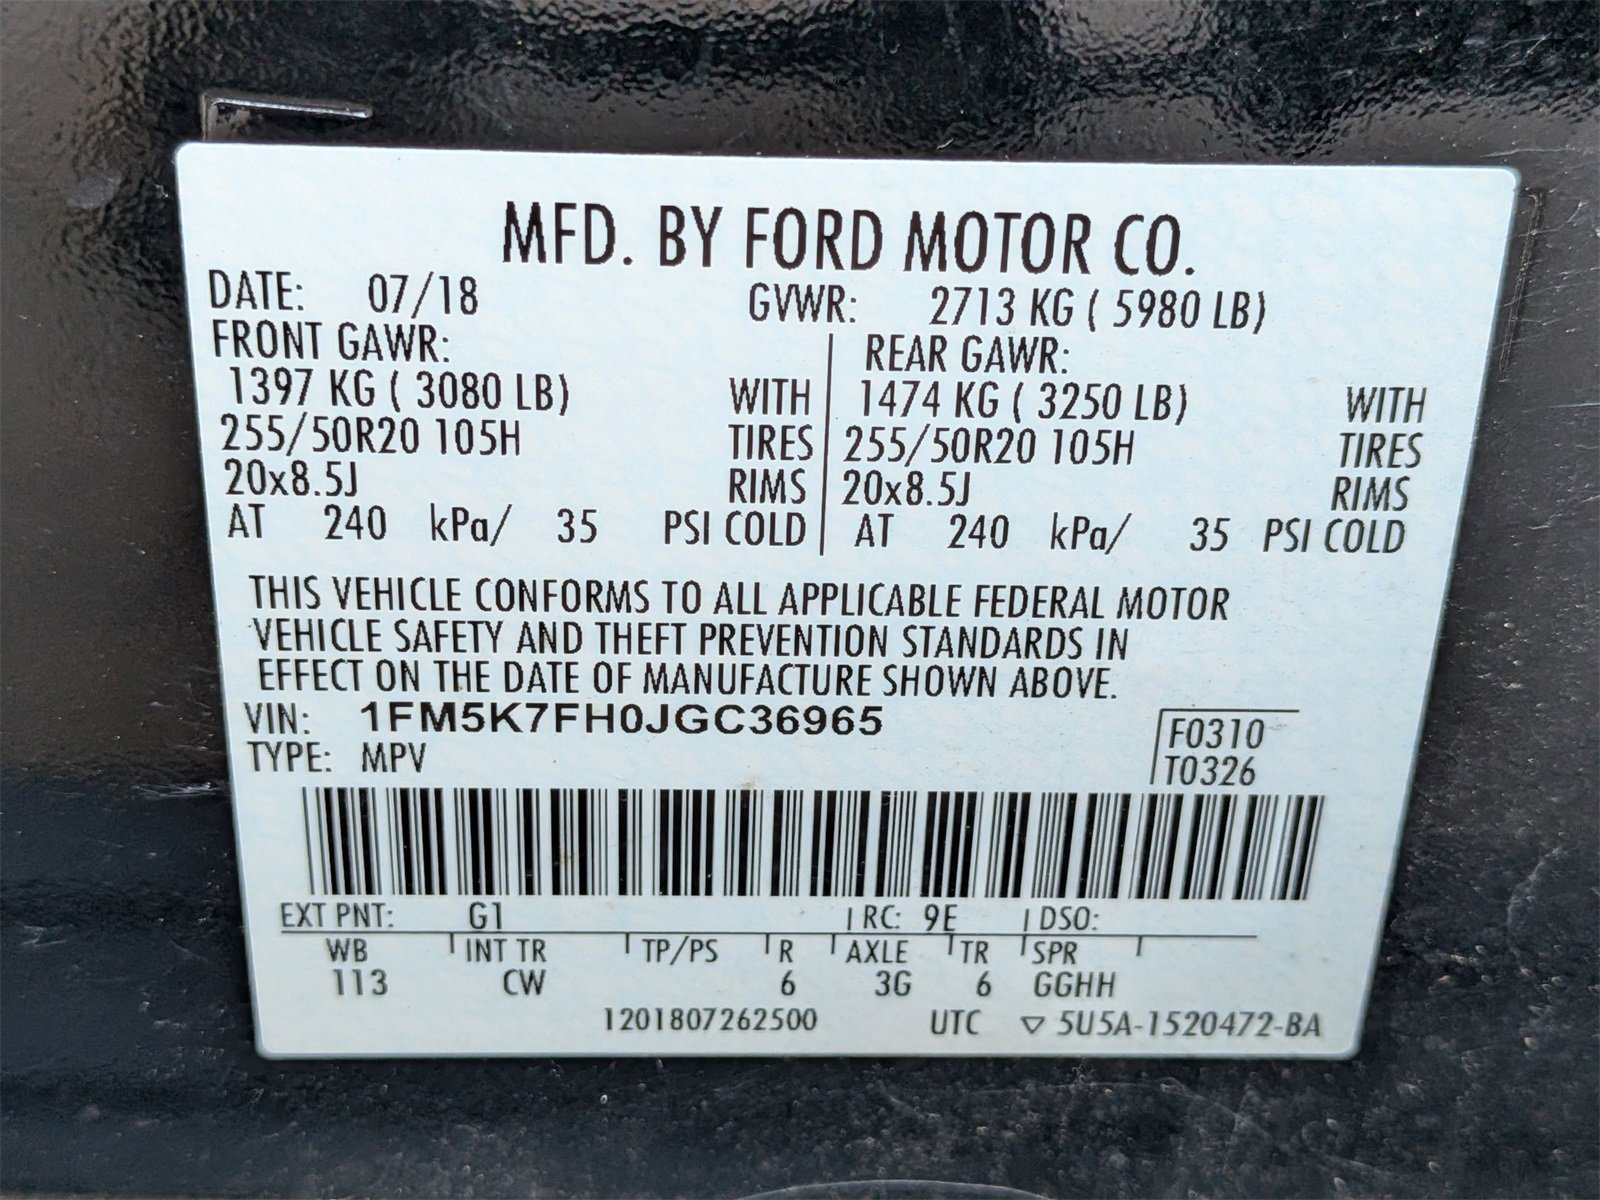 MFD. BY FORD MOTOR CO.
DATE: 07/18 GVWR: 2713 KG ( 5980 LB)
FRONT GAWR: REAR GAWR:
1397 KG ( 3080 LB) WITH 1474 KG ( 3250 LB) WITH
255/50R20 105H TIRES 255/50R20 105H TIRES
20x8.5J RIMS 20x8.5J RIMS
AT 240 kPa/ 35 PSI COLD AT 240 kPa/ 35 PSI COLD
THIS VEHICLE CONFORMS TO ALL APPLICABLE FEDERAL MOTOR
VEHICLE SAFETY AND THEFT PREVENTION STANDARDS IN
EFFECT ON THE DATE OF MANUFACTURE SHOWN ABOVE.
VIN: 1FM5K7FH0JGC36965 F0310
TYPE: MPV T0326
EXT PNT: G1 RC: 9E DSO:
WB INT TR TP/PS R AXLE TR SPR
113 CW 6 3G 6 GGHH
1201807262500 UTC ▽ 5U5A-1520472-BA